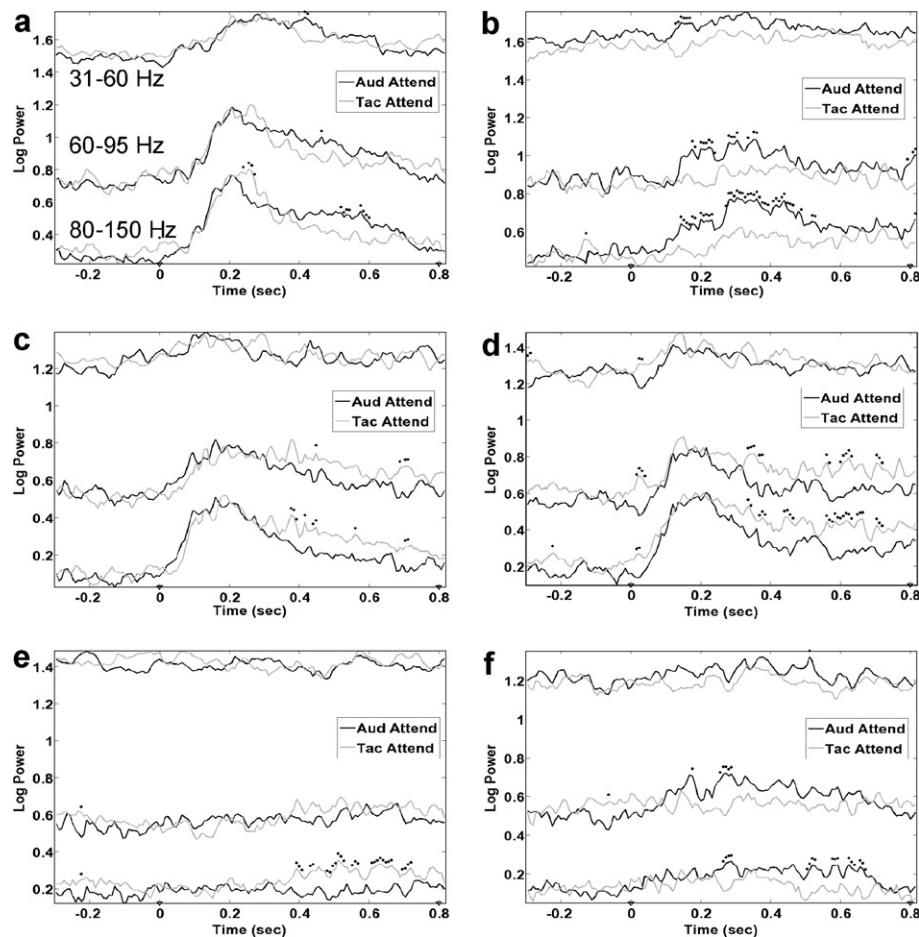 a
1.6
1.4
31-60 Hz
1.2
60-95 Hz
1
0.8
80-150 Hz
0.6
0.4
Aud Attend
Tac Attend
Log Power
-0.2 0 0.2 0.4 0.6 0.8
Time (sec)
b
1.6
1.4
1.2
1
0.8
0.6
Aud Attend
Tac Attend
Log Power
-0.2 0 0.2 0.4 0.6 0.8
Time (sec)
c
1.2
1
0.8
0.6
0.4
0.2
Aud Attend
Tac Attend
Log Power
-0.2 0 0.2 0.4 0.6 0.8
Time (sec)
d
1.4
1.2
1
0.8
0.6
0.4
0.2
Aud Attend
Tac Attend
Log Power
-0.2 0 0.2 0.4 0.6 0.8
Time (sec)
e
1.4
1.2
1
0.8
0.6
0.4
0.2
Aud Attend
Tac Attend
Log Power
-0.2 0 0.2 0.4 0.6 0.8
Time (sec)
f
1.2
1
0.8
0.6
0.4
0.2
Aud Attend
Tac Attend
Log Power
-0.2 0 0.2 0.4 0.6 0.8
Time (sec)